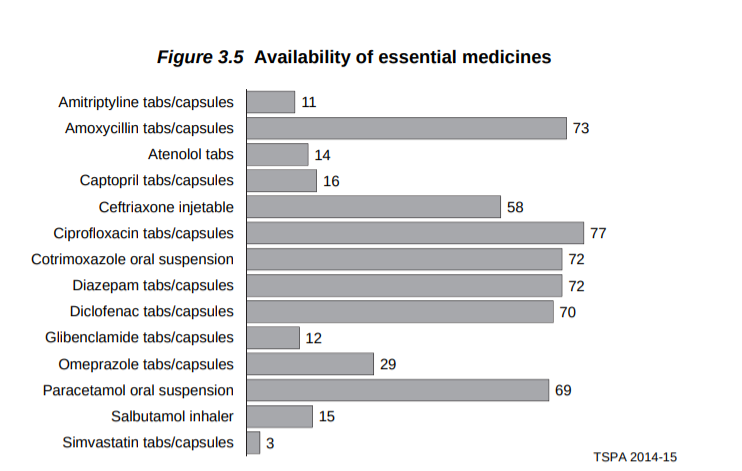 Figure 3.5 Availability of essential medicines
Amitriptyline tabs/capsules 11
Amoxycillin tabs/capsules 73
Atenolol tabs 14
Captopril tabs/capsules 16
Ceftriaxone injetable 58
Ciprofloxacin tabs/capsules 77
Cotrimoxazole oral suspension 72
Diazepam tabs/capsules 72
Diclofenac tabs/capsules 70
Glibenclamide tabs/capsules 12
Omeprazole tabs/capsules 29
Paracetamol oral suspension 69
Salbutamol inhaler 15
Simvastatin tabs/capsules 3
TSPA 2014-15